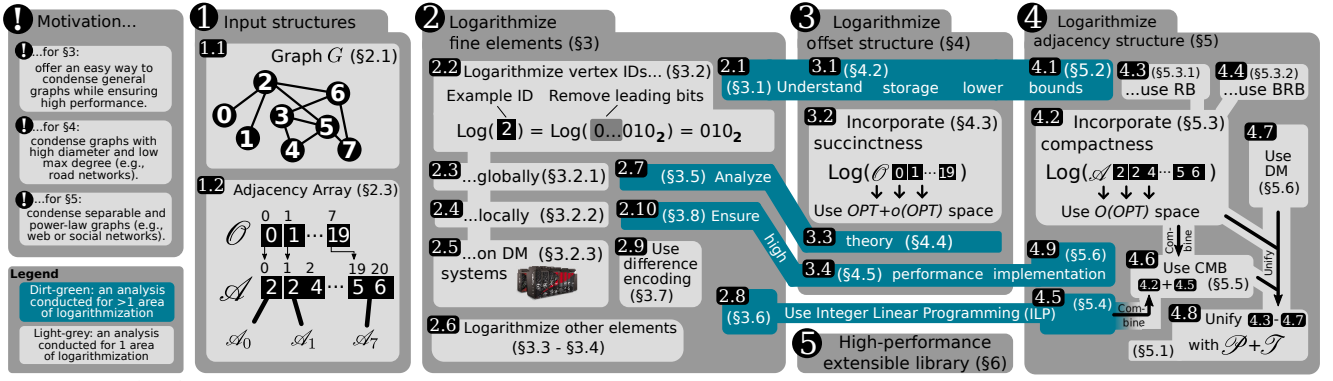 ! Motivation...
! ...for §3:
offer an easy way to
condense general
graphs while ensuring
high performance.
! ...for §4:
condense graphs with
high diameter and low
max degree (e.g.,
road networks).
! ...for §5:
condense separable and
power-law graphs (e.g.,
web or social networks).
Legend
Dirt-green: an analysis
conducted for >1 area
of logarithmization
Light-grey: an analysis
conducted for 1 area
of logarithmization
1 Input structures
1.1 Graph G (§2.1)
0 1 2 3 4 5 6 7
1.2 Adjacency Array (§2.3)
0 1 7
𝒪 0 1 ··· 19
0 1 2 19 20
𝒜 2 2 4 ··· 5 6
𝒜0 𝒜1 𝒜7
2 Logarithmize
fine elements (§3)
2.2 Logarithmize vertex IDs... (§3.2)
Example ID Remove leading bits
Log( 2 ) = Log( 0...010₂) = 010₂
2.3 ...globally (§3.2.1)
2.4 ...locally (§3.2.2)
2.5 ...on DM (§3.2.3)
systems
2.9 Use
difference
encoding
(§3.7)
2.6 Logarithmize other elements
(§3.3 - §3.4)
2.1 3.1 (§4.2) 4.1 (§5.2)
(§3.1) Understand storage lower bounds
2.7 (§3.5) Analyze
3.3 theory (§4.4)
2.10 (§3.8) Ensure
high
3.4 (§4.5) performance implementation
4.9 (§5.6)
2.8 (§3.6) Use Integer Linear Programming (ILP)
4.5 (§5.4)
3 Logarithmize
offset structure (§4)
3.2 Incorporate (§4.3)
succinctness
Log(𝒪 0 1 ··· 19)
Use OPT+o(OPT) space
5 High-performance
extensible library (§6)
4 Logarithmize
adjacency structure (§5)
4.3 (§5.3.1)
...use RB
4.4 (§5.3.2)
...use BRB
4.2 Incorporate (§5.3)
compactness
Log(𝒜 2 2 4 ··· 5 6 )
Use O(OPT) space
4.7 Use
DM
(§5.6)
Com-
bine
Unify
4.6 Use CMB
4.2 + 4.5 (§5.5)
Com-
bine
4.8 Unify 4.3 - 4.7
(§5.1) with 𝒫+𝒯